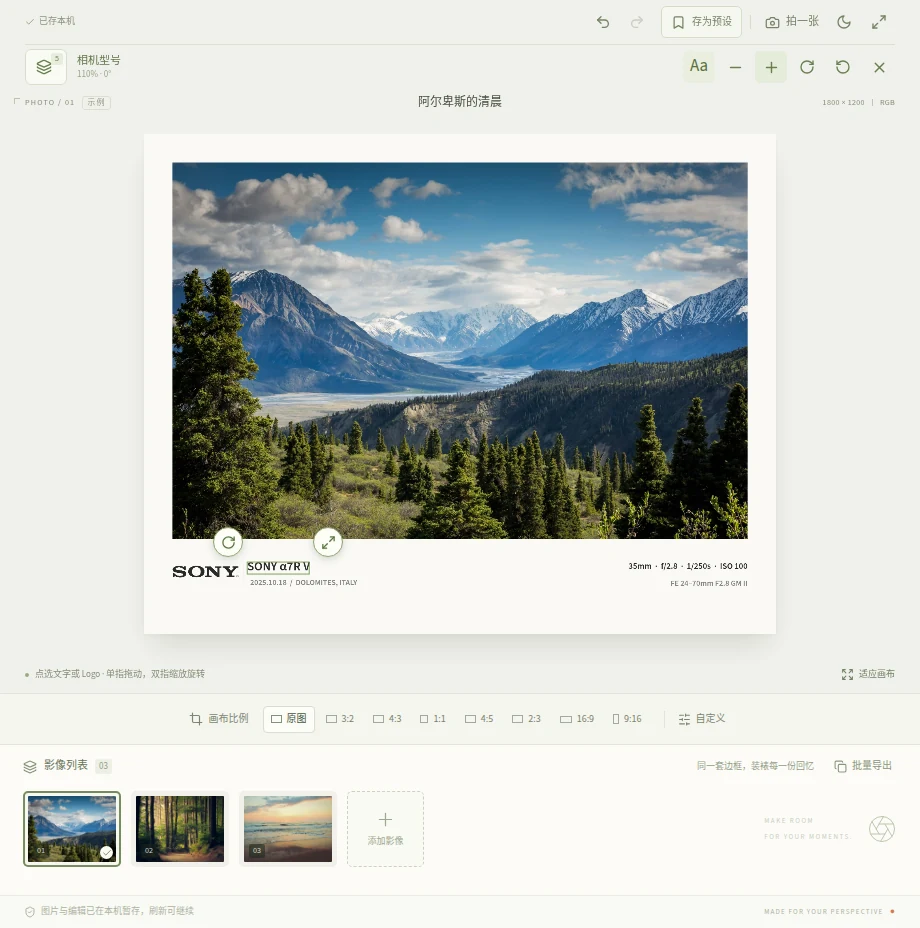 已存本机
存为预设
拍一张
5
相机型号
110% · 0°
Aa
PHOTO / 01 示例
阿尔卑斯的清晨
1800 × 1200 | RGB
SONY
SONY α7R V
2025.10.18 / DOLOMITES, ITALY
35mm · f/2.8 · 1/250s · ISO 100
FE 24-70mm F2.8 GM II
点选文字或 Logo · 单指拖动，双指缩放旋转
适应画布
画布比例 原图 3:2 4:3 1:1 4:5 2:3 16:9 9:16 自定义
影像列表 03
同一套边框，装裱每一份回忆
批量导出
01
02
03
添加影像
MAKE ROOM
FOR YOUR MOMENTS.
图片与编辑已在本机暂存，刷新可继续
MADE FOR YOUR PERSPECTIVE